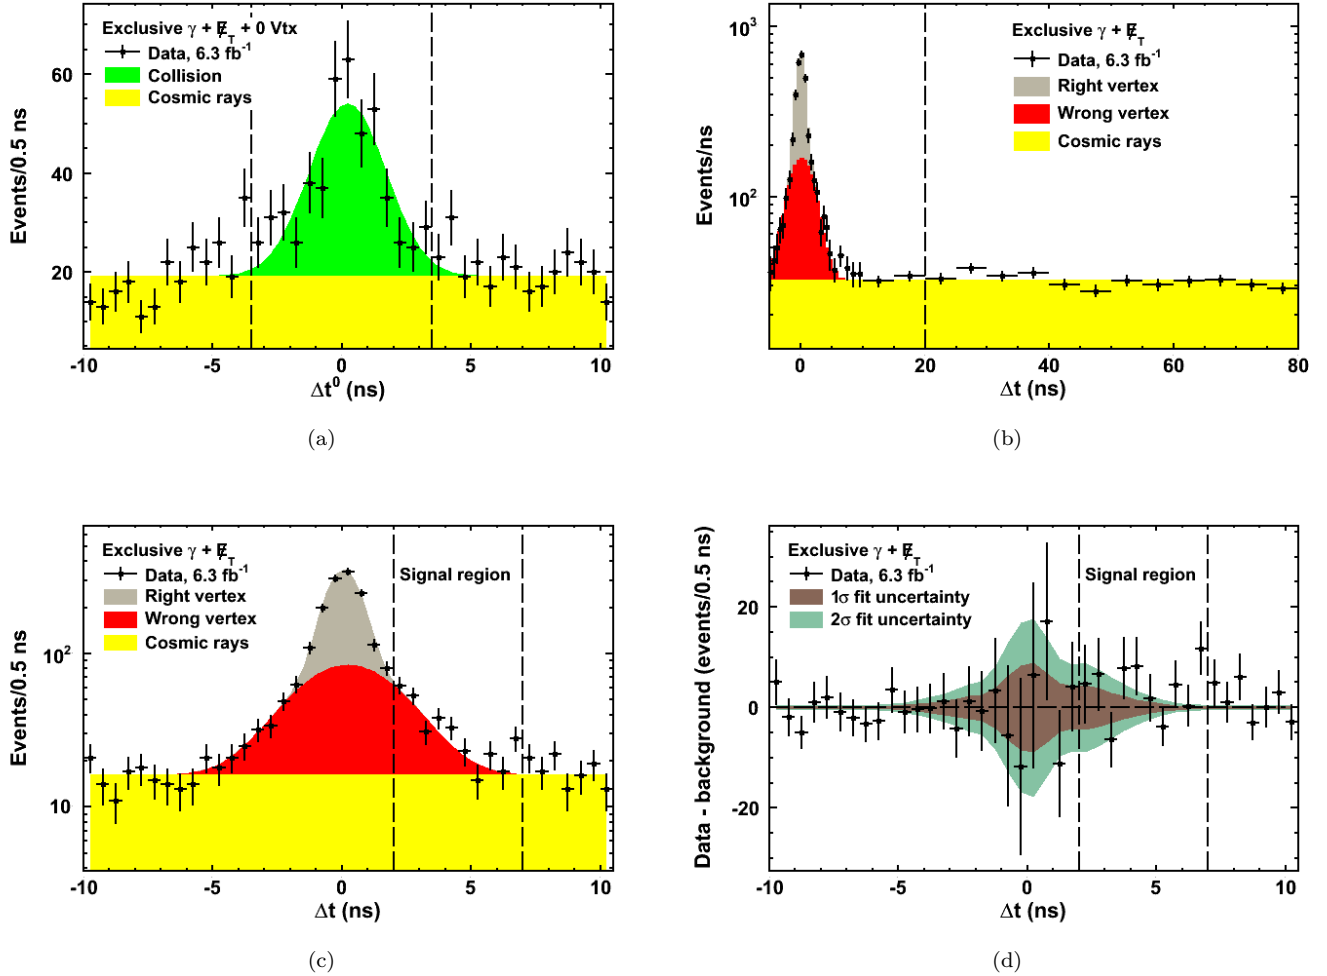 Exclusive γ + E̸_T + 0 Vtx
Data, 6.3 fb⁻¹
Collision
Cosmic rays
60
40
20
Events/0.5 ns
-10 -5 0 5 10
Δt⁰ (ns)
(a)
Exclusive γ + E̸_T
Data, 6.3 fb⁻¹
Right vertex
Wrong vertex
Cosmic rays
10³
10²
Events/ns
0 20 40 60 80
Δt (ns)
(b)
Exclusive γ + E̸_T
Data, 6.3 fb⁻¹
Right vertex
Wrong vertex
Cosmic rays
Signal region
10²
10
Events/0.5 ns
-10 -5 0 5 10
Δt (ns)
(c)
Exclusive γ + E̸_T
Data, 6.3 fb⁻¹
1σ fit uncertainty
2σ fit uncertainty
Signal region
20
0
-20
Data - background (events/0.5 ns)
-10 -5 0 5 10
Δt (ns)
(d)